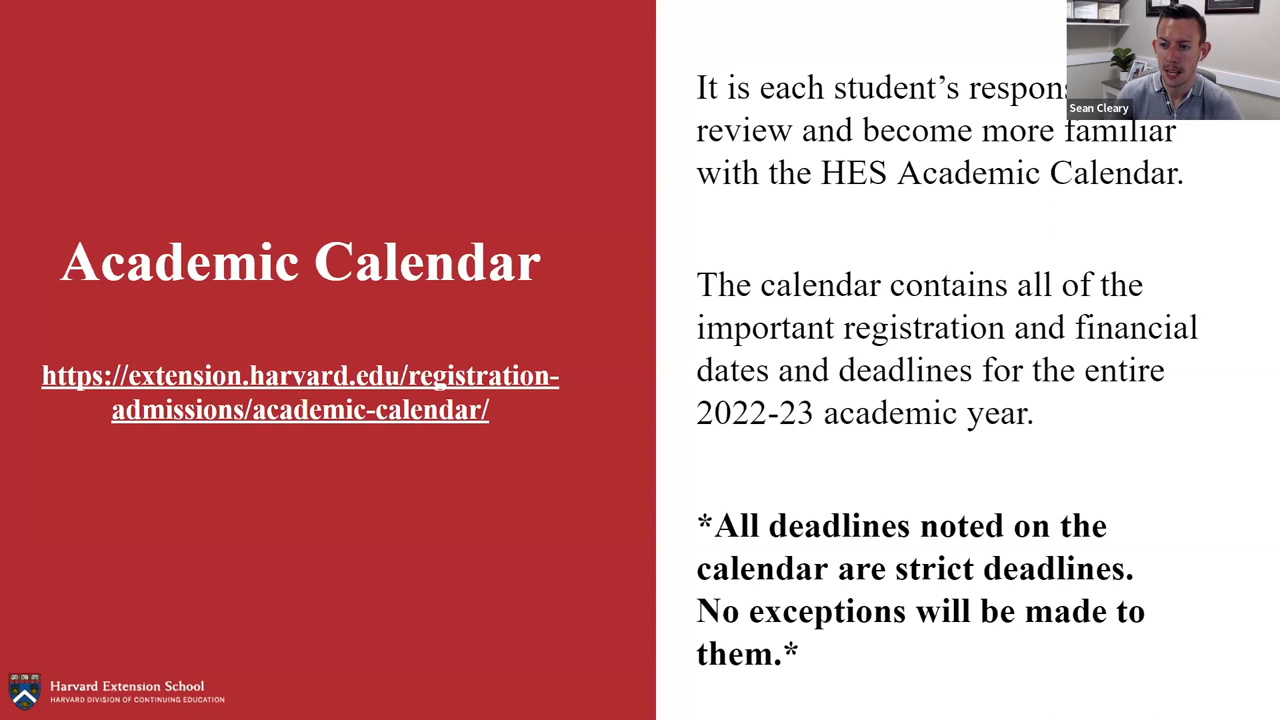 Academic Calendar
https://extension.harvard.edu/registration-
admissions/academic-calendar/
Harvard Extension School
HARVARD DIVISION OF CONTINUING EDUCATION
It is each student’s
review and become more familiar
with the HES Academic Calendar.
The calendar contains all of the
important registration and financial
dates and deadlines for the entire
2022-23 academic year.
*All deadlines noted on the
calendar are strict deadlines.
No exceptions will be made to
them.*
Sean Cleary